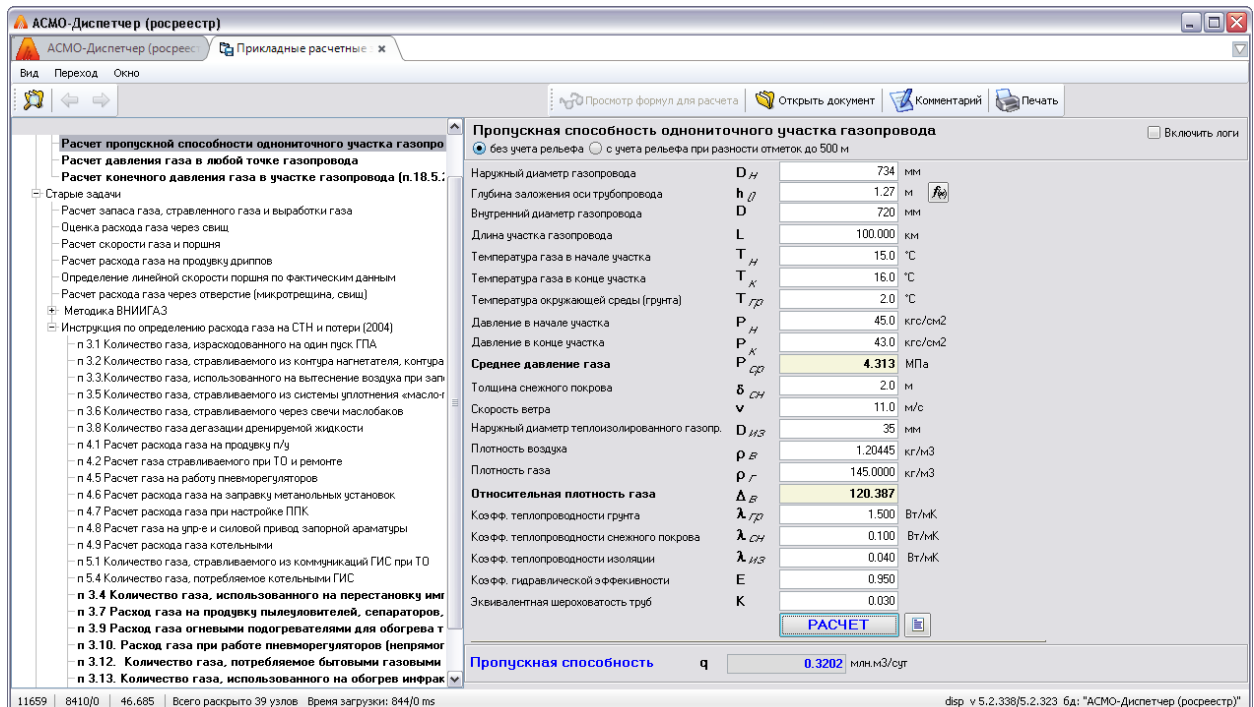 АСМО-Диспетчер (росреестр)
АСМО-Диспетчер (росреест
Прикладные расчетные
Вид Переход Окно
Просмотр формул для расчета Открыть документ Комментарий Печать
Расчет пропускной способности однониточного участка газопро
Расчет давления газа в любой точке газопровода
Расчет конечного давления газа в участке газопровода (п.18.5.
Старые задачи
Расчет запаса газа, стравленного газа и выработки газа
Оценка расхода газа через свищ
Расчет скорости газа и поршня
Расчет расхода газа на продувку дриппов
Определение линейной скорости поршня по фактическим данным
Расчет расхода газа через отверстие (микротрещина, свищ)
Методика ВНИИГАЗ
Инструкция по определению расхода газа на СТН и потери (2004)
п 3.1 Количество газа, израсходованного на один пуск ГПА
п 3.2 Количество газа, стравливаемого из контура нагнетателя, контура
п 3.3.Количество газа, использованного на вытеснение воздуха при зап
п 3.5 Количество газа, стравливаемого из системы уплотнения «масло-г
п 3.6 Количество газа, стравливаемого через свечи маслобаков
п 3.8 Количество газа дегазации дренируемой жидкости
п 4.1 Расчет расхода газа на продувку п/у
п 4.2 Расчет газа стравливаемого при ТО и ремонте
п 4.5 Расчет газа на работу пневморегуляторов
п 4.6 Расчет расхода газа на заправку метанольных установок
п 4.7 Расчет расхода газа при настройке ППК
п 4.8 Расчет газа на упр-е и силовой привод запорной араматуры
п 4.9 Расчет расхода газа котельными
п 5.1 Количество газа, стравливаемого из коммуникаций ГИС при ТО
п 5.4 Количество газа, потребляемое котельными ГИС
п 3.4 Количество газа, использованного на перестановку имп
п 3.7 Расход газа на продувку пылеуловителей, сепараторов,
п 3.9 Расход газа огневыми подогревателями для обогрева т
п 3.10. Расход газа при работе пневморегуляторов (непрямог
п 3.12. Количество газа, потребляемое бытовыми газовыми
п 3.13. Количество газа, использованного на обогрев инфрак
Пропускная способность однониточного участка газопровода Включить логи
без учета рельефа с учета рельефа при разности отметок до 500 м
Наружный диаметр газопровода D н 734 мм
Глубина заложения оси трубопровода h 0 1.27 м f(x)
Внутренний диаметр газопровода D 720 мм
Длина участка газопровода L 100.000 км
Температура газа в начале участка T н 15.0 °C
Температура газа в конце участка T к 16.0 °C
Температура окружающей среды (грунта) T гр 2.0 °C
Давление в начале участка P н 45.0 кгс/см2
Давление в конце участка P к 43.0 кгс/см2
Среднее давление газа P ср 4.313 МПа
Толщина снежного покрова δ сн 2.0 м
Скорость ветра v 11.0 м/с
Наружный диаметр теплоизолированного газопр. D из 35 мм
Плотность воздуха ρ в 1.20445 кг/м3
Плотность газа ρ г 145.0000 кг/м3
Относительная плотность газа Δ в 120.387
Коэфф. теплопроводности грунта λ гр 1.500 Вт/мК
Коэфф. теплопроводности снежного покрова λ сн 0.100 Вт/мК
Коэфф. теплопроводности изоляции λ из 0.040 Вт/мК
Коэфф. гидравлической эффекивности E 0.950
Эквивалентная шероховатость труб K 0.030
РАСЧЕТ
Пропускная способность q 0.3202 млн.м3/сут
11659 8410/0 46.685 Всего раскрыто 39 узлов Время загрузки: 844/0 ms disp v 5.2.338/5.2.323 бд: "АСМО-Диспетчер (росреестр)"